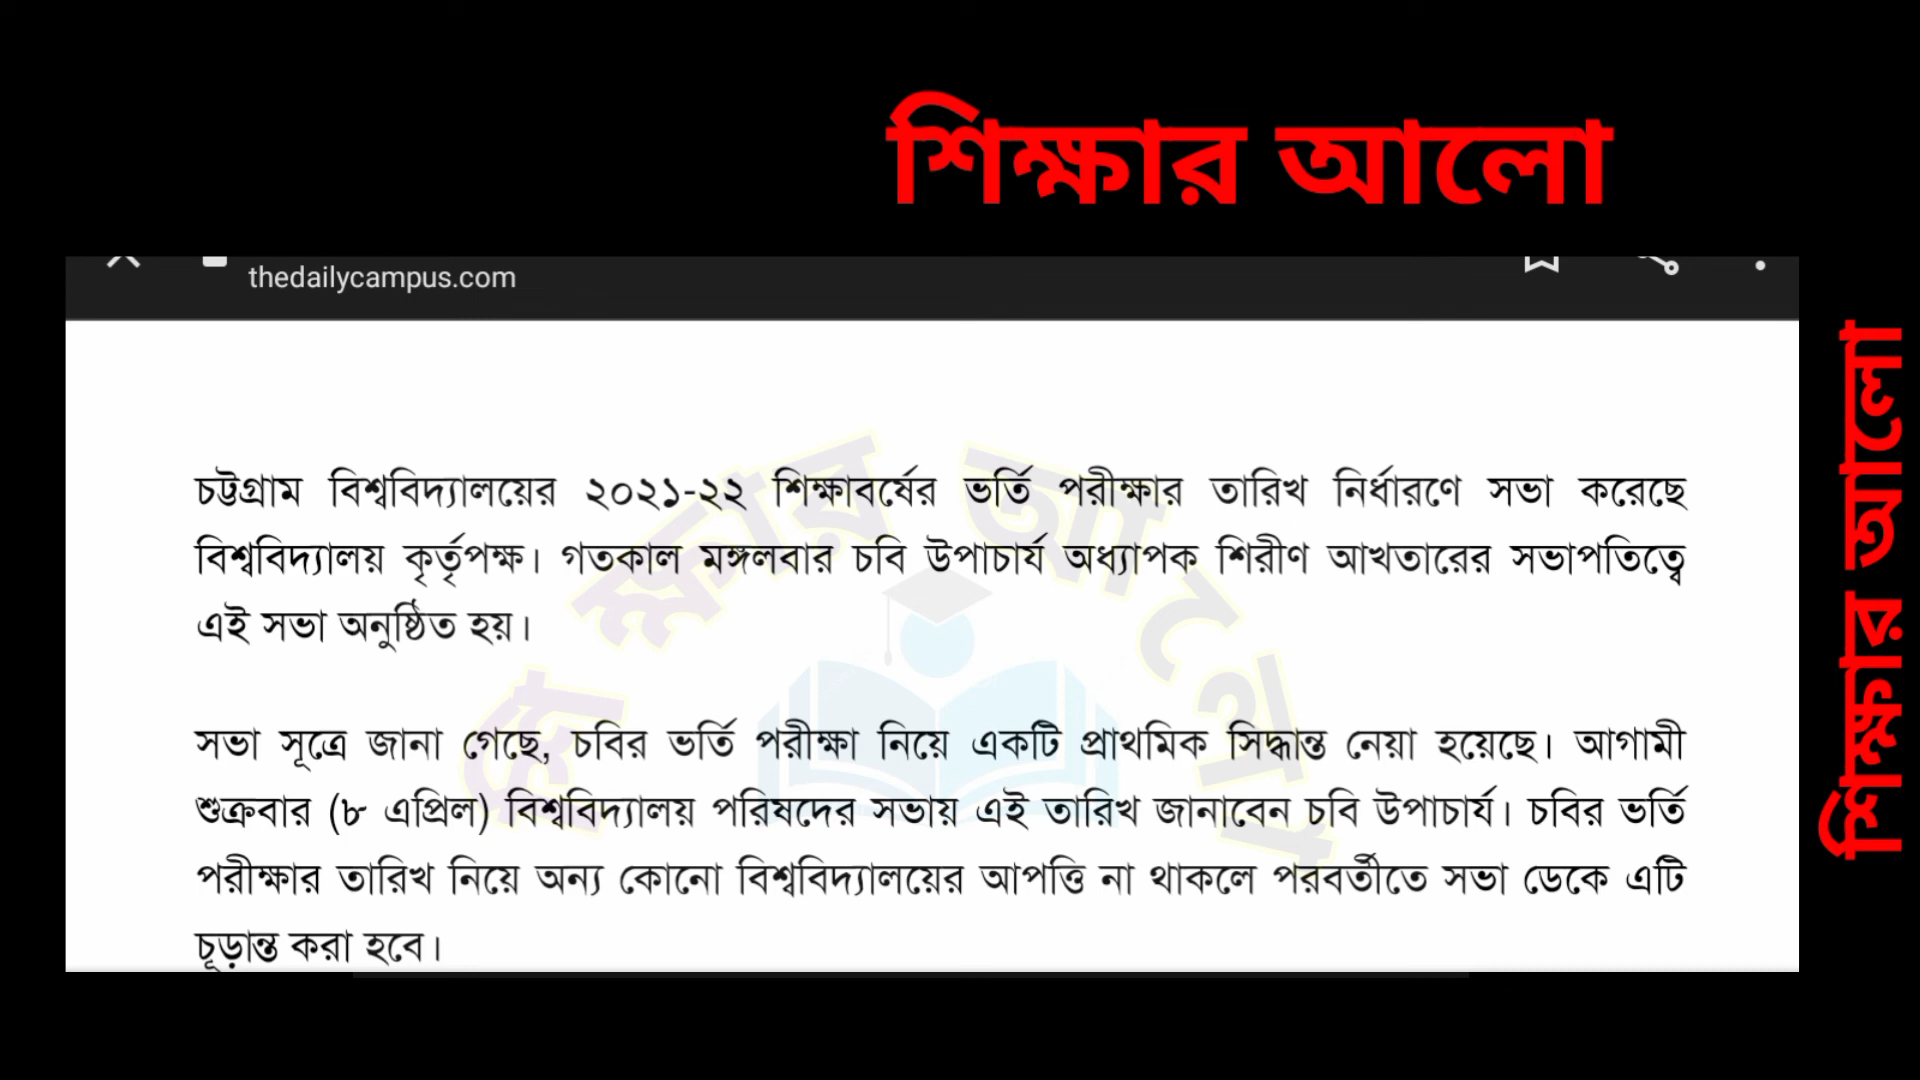 শিক্ষার আলো
thedailycampus.com
চট্টগ্রাম বিশ্ববিদ্যালয়ের ২০২১-২২ শিক্ষাবর্ষের ভর্তি পরীক্ষার তারিখ নির্ধারণে সভা করেছে
বিশ্ববিদ্যালয় কৃর্তৃপক্ষ। গতকাল মঙ্গলবার চবি উপাচার্য অধ্যাপক শিরীণ আখতারের সভাপতিত্বে
এই সভা অনুষ্ঠিত হয়।
সভা সূত্রে জানা গেছে, চবির ভর্তি পরীক্ষা নিয়ে একটি প্রাথমিক সিদ্ধান্ত নেয়া হয়েছে। আগামী
শুক্রবার (৮ এপ্রিল) বিশ্ববিদ্যালয় পরিষদের সভায় এই তারিখ জানাবেন চবি উপাচার্য। চবির ভর্তি
পরীক্ষার তারিখ নিয়ে অন্য কোনো বিশ্ববিদ্যালয়ের আপত্তি না থাকলে পরবর্তীতে সভা ডেকে এটি
চূড়ান্ত করা হবে।
শিক্ষার আলো
শিক্ষার আলো